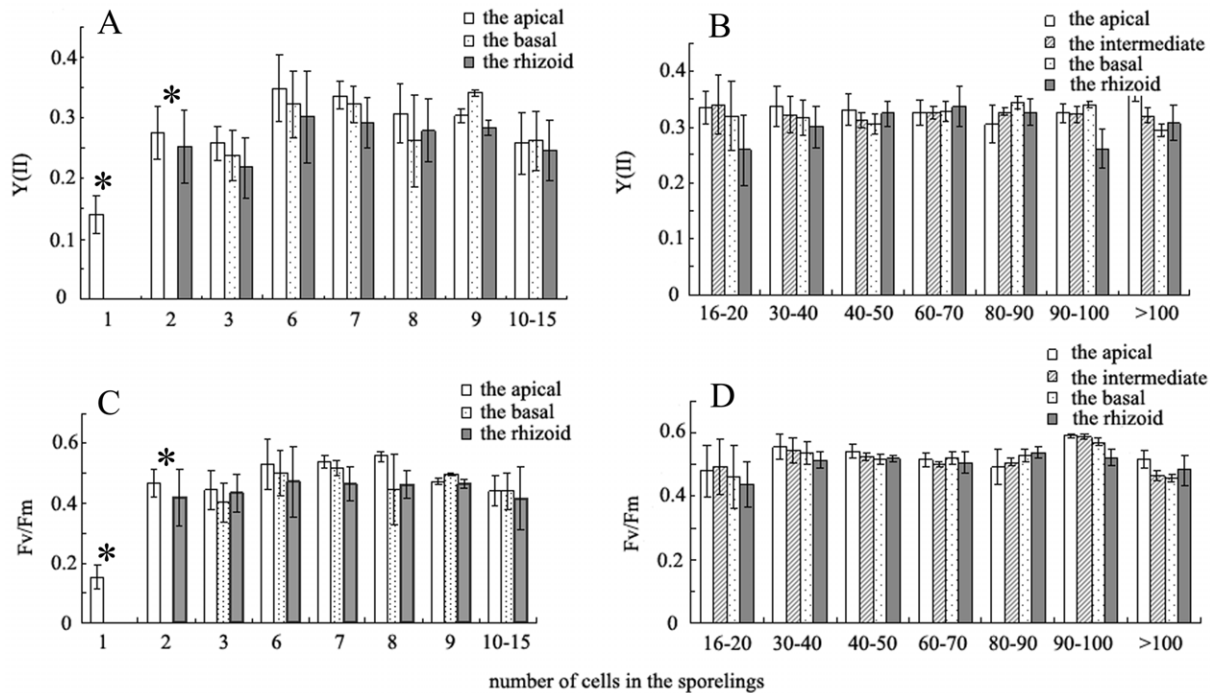 A
the apical
the basal
the rhizoid
0.4
0.3
0.2
0.1
0
Y(II)
*
*
1 2 3 6 7 8 9 10-15
B
the apical
the intermediate
the basal
the rhizoid
0.4
0.3
0.2
0.1
0
Y(II)
16-20 30-40 40-50 60-70 80-90 90-100 >100
C
the apical
the basal
the rhizoid
0.6
0.4
0.2
0
Fv/Fm
*
*
1 2 3 6 7 8 9 10-15
D
the apical
the intermediate
the basal
the rhizoid
0.6
0.4
0.2
0
Fv/Fm
16-20 30-40 40-50 60-70 80-90 90-100 >100
number of cells in the sporelings